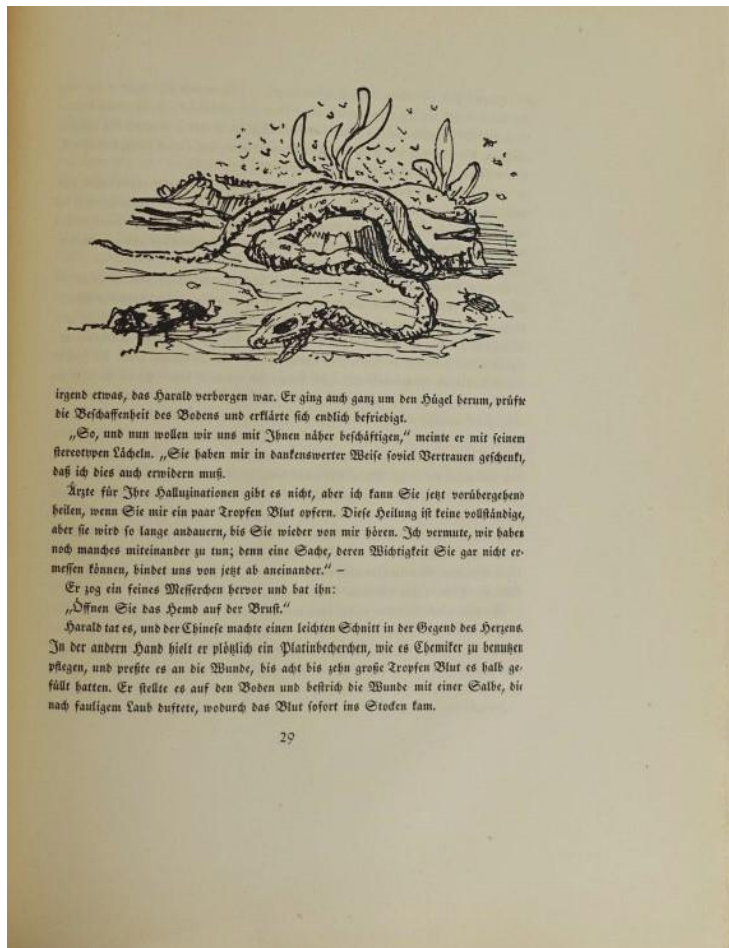 irgend etwas, das Harald verborgen war. Er ging auch ganz um den Hügel herum, prüfte
die Beschaffenheit des Bodens und erklärte sich endlich befriedigt.
„So, und nun wollen wir uns mit Ihnen näher beschäftigen,“ meinte er mit seinem
stereotypen Lächeln. „Sie haben mir in dankenswerter Weise soviel Vertrauen geschenkt,
daß ich dies auch erwidern muß.
Ärzte für Ihre Halluzinationen gibt es nicht, aber ich kann Sie jetzt vorübergehend
heilen, wenn Sie mir ein paar Tropfen Blut opfern. Diese Heilung ist keine vollständige,
aber sie wird so lange andauern, bis Sie wieder von mir hören. Ich vermute, wir haben
noch manches miteinander zu tun; denn eine Sache, deren Wichtigkeit Sie gar nicht er-
messen können, bindet uns von jetzt ab aneinander.“ –
Er zog ein feines Messerchen hervor und bat ihn:
„Öffnen Sie das Hemd auf der Brust.“
Harald tat es, und der Chinese machte einen leichten Schnitt in der Gegend des Herzens.
In der andern Hand hielt er plötzlich ein Platinbecherchen, wie es Chemiker zu benutzen
pflegen, und preßte es an die Wunde, bis acht bis zehn große Tropfen Blut es halb ge-
füllt hatten. Er stellte es auf den Boden und bestrich die Wunde mit einer Salbe, die
nach fauligem Laub duftete, wodurch das Blut sofort ins Stocken kam.
29